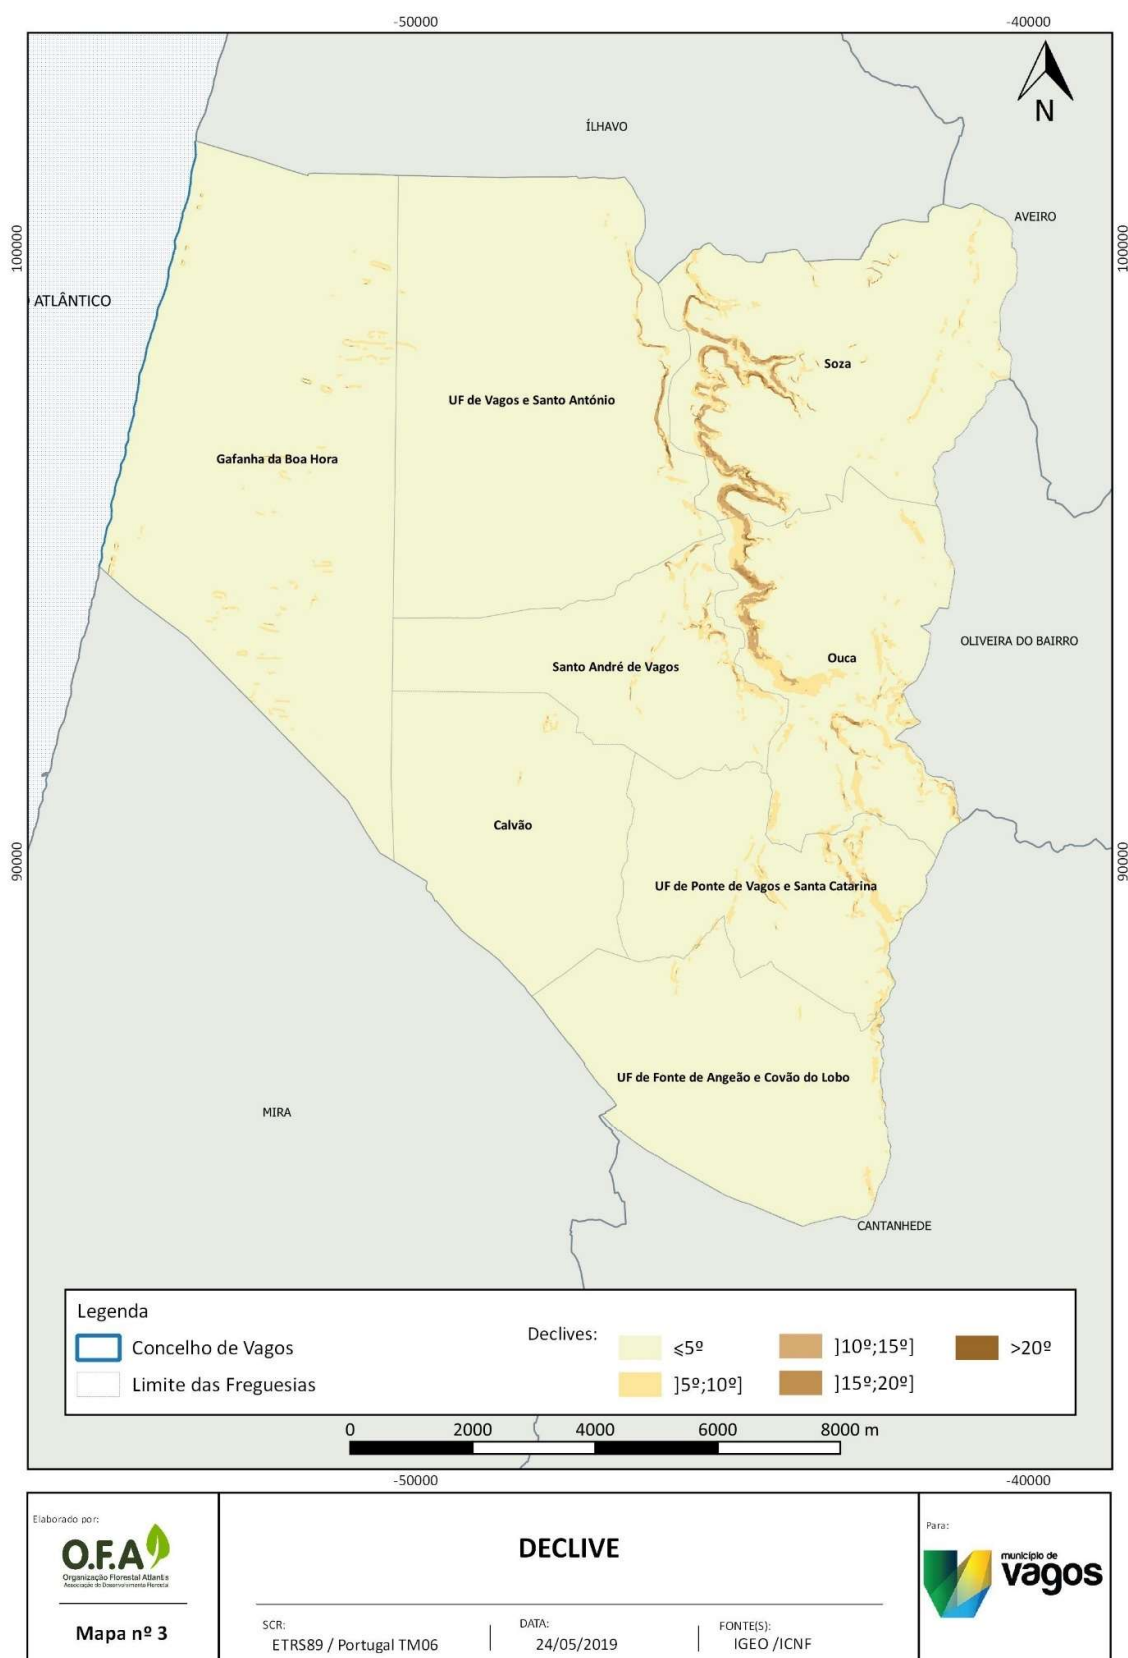 -50000
-40000
N
ÍLHAVO
AVEIRO
100000
100000
ATLÂNTICO
Soza
UF de Vagos e Santo António
Gafanha da Boa Hora
OLIVEIRA DO BAIRRO
Ouca
Santo André de Vagos
Calvão
90000
90000
UF de Ponte de Vagos e Santa Catarina
UF de Fonte de Angeão e Covão do Lobo
MIRA
CANTANHEDE
Legenda
Concelho de Vagos
Limite das Freguesias
Declives:
⩽5º
]5º;10º]
]10º;15º]
]15º;20º]
>20º
0 2000 4000 6000 8000 m
-50000
-40000
Elaborado por:
O.F.A
Organização Florestal Atlantis
Associação de Desenvolvimento Florestal
Mapa nº 3
DECLIVE
SCR:
ETRS89 / Portugal TM06
DATA:
24/05/2019
FONTE(S):
IGEO /ICNF
Para:
município de
vagos